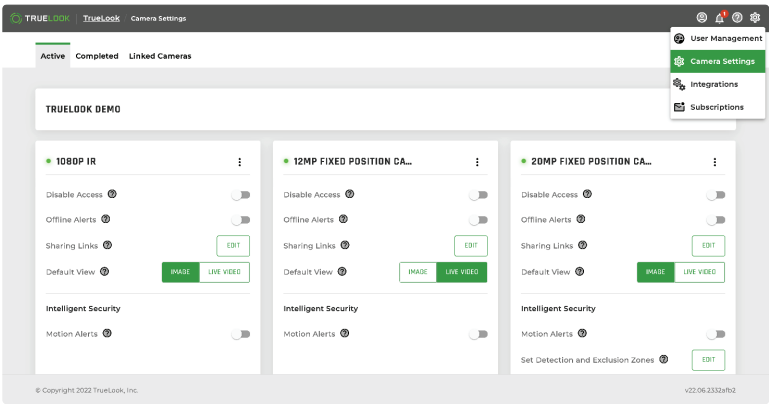 TRUELOOK | TrueLook Camera Settings 1
User Management
Camera Settings
Integrations
Subscriptions
Active Completed Linked Cameras
TRUELOOK DEMO
1080P IR
Disable Access
Offline Alerts
Sharing Links EDIT
Default View IMAGE LIVE VIDEO
Intelligent Security
Motion Alerts
12MP FIXED POSITION CA...
Disable Access
Offline Alerts
Sharing Links EDIT
Default View IMAGE LIVE VIDEO
Intelligent Security
Motion Alerts
20MP FIXED POSITION CA...
Disable Access
Offline Alerts
Sharing Links EDIT
Default View IMAGE LIVE VIDEO
Intelligent Security
Motion Alerts
Set Detection and Exclusion Zones EDIT
© Copyright 2022 TrueLook, Inc. v22.06.2332afb2